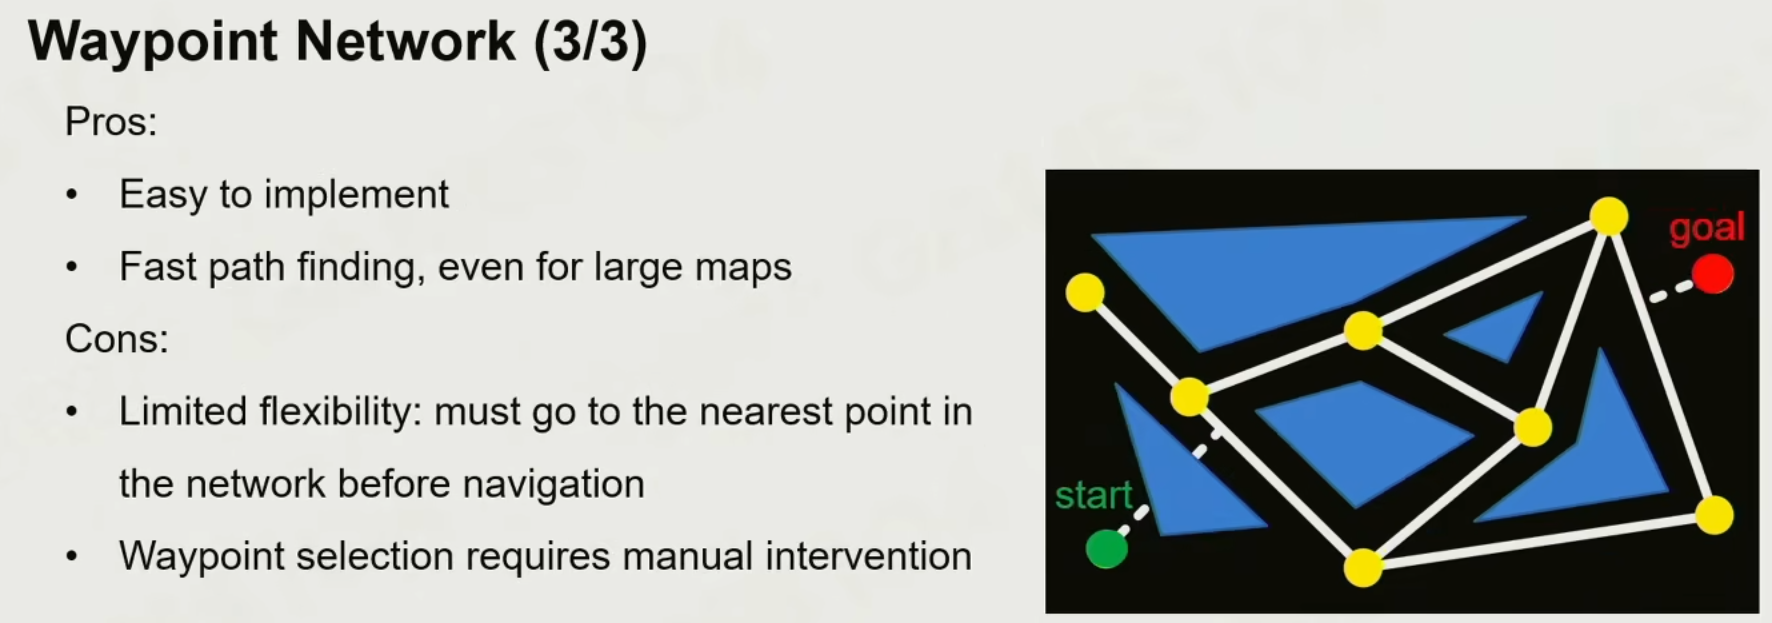 Waypoint Network (3/3)
Pros:
• Easy to implement
• Fast path finding, even for large maps
Cons:
• Limited flexibility: must go to the nearest point in
the network before navigation
• Waypoint selection requires manual intervention
goal
start